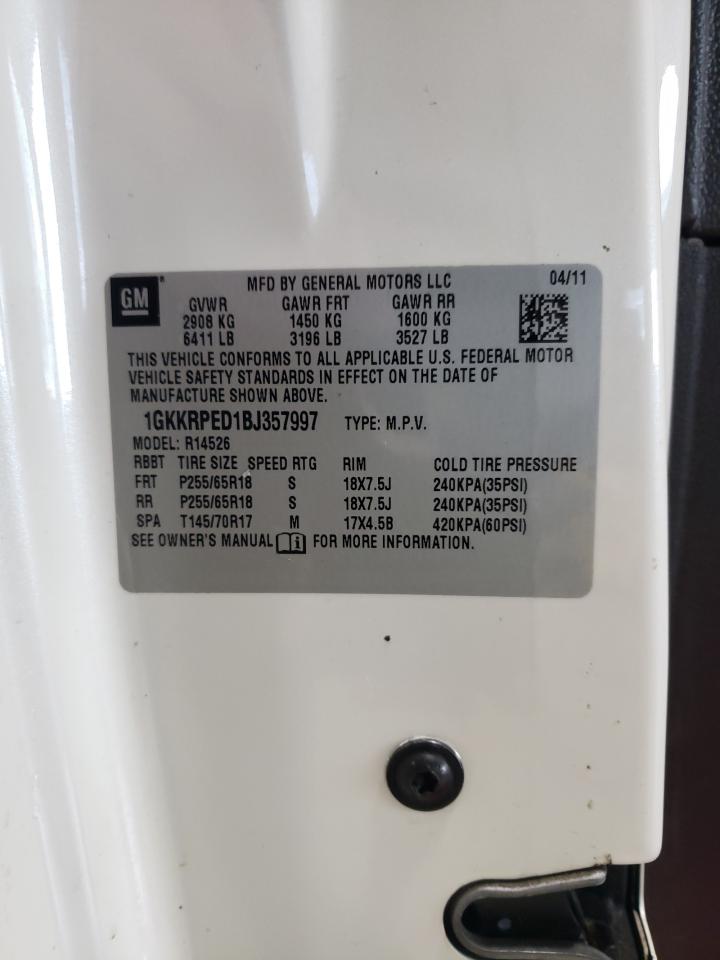 GM MFD BY GENERAL MOTORS LLC 04/11
GVWR GAWR FRT GAWR RR
2908 KG 1450 KG 1600 KG
6411 LB 3196 LB 3527 LB
THIS VEHICLE CONFORMS TO ALL APPLICABLE U.S. FEDERAL MOTOR
VEHICLE SAFETY STANDARDS IN EFFECT ON THE DATE OF
MANUFACTURE SHOWN ABOVE.
1GKKRPED1BJ357997 TYPE: M.P.V.
MODEL: R14526
RBBT TIRE SIZE SPEED RTG RIM COLD TIRE PRESSURE
FRT P255/65R18 S 18X7.5J 240KPA(35PSI)
RR P255/65R18 S 18X7.5J 240KPA(35PSI)
SPA T145/70R17 M 17X4.5B 420KPA(60PSI)
SEE OWNER'S MANUAL i FOR MORE INFORMATION.